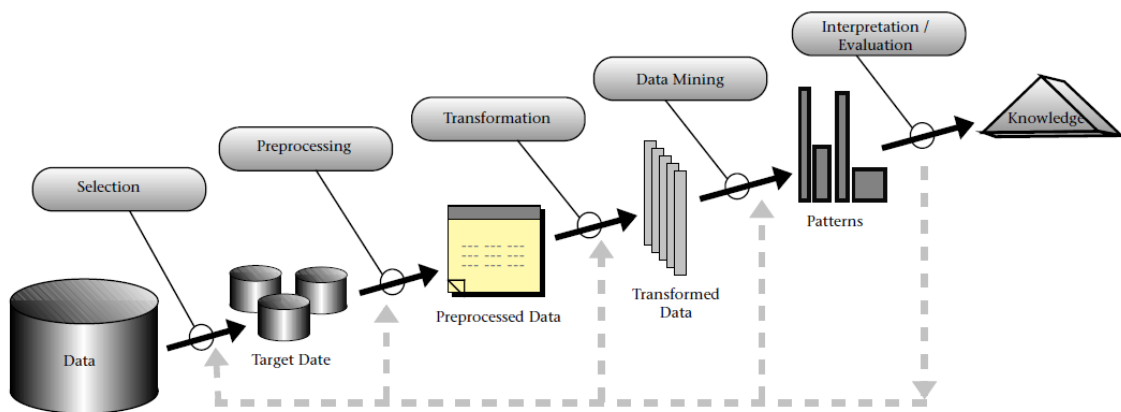 Interpretation /
Evaluation
Data Mining
Transformation
Preprocessing
Selection
Data
Target Date
Preprocessed Data
Transformed
Data
Patterns
Knowledge